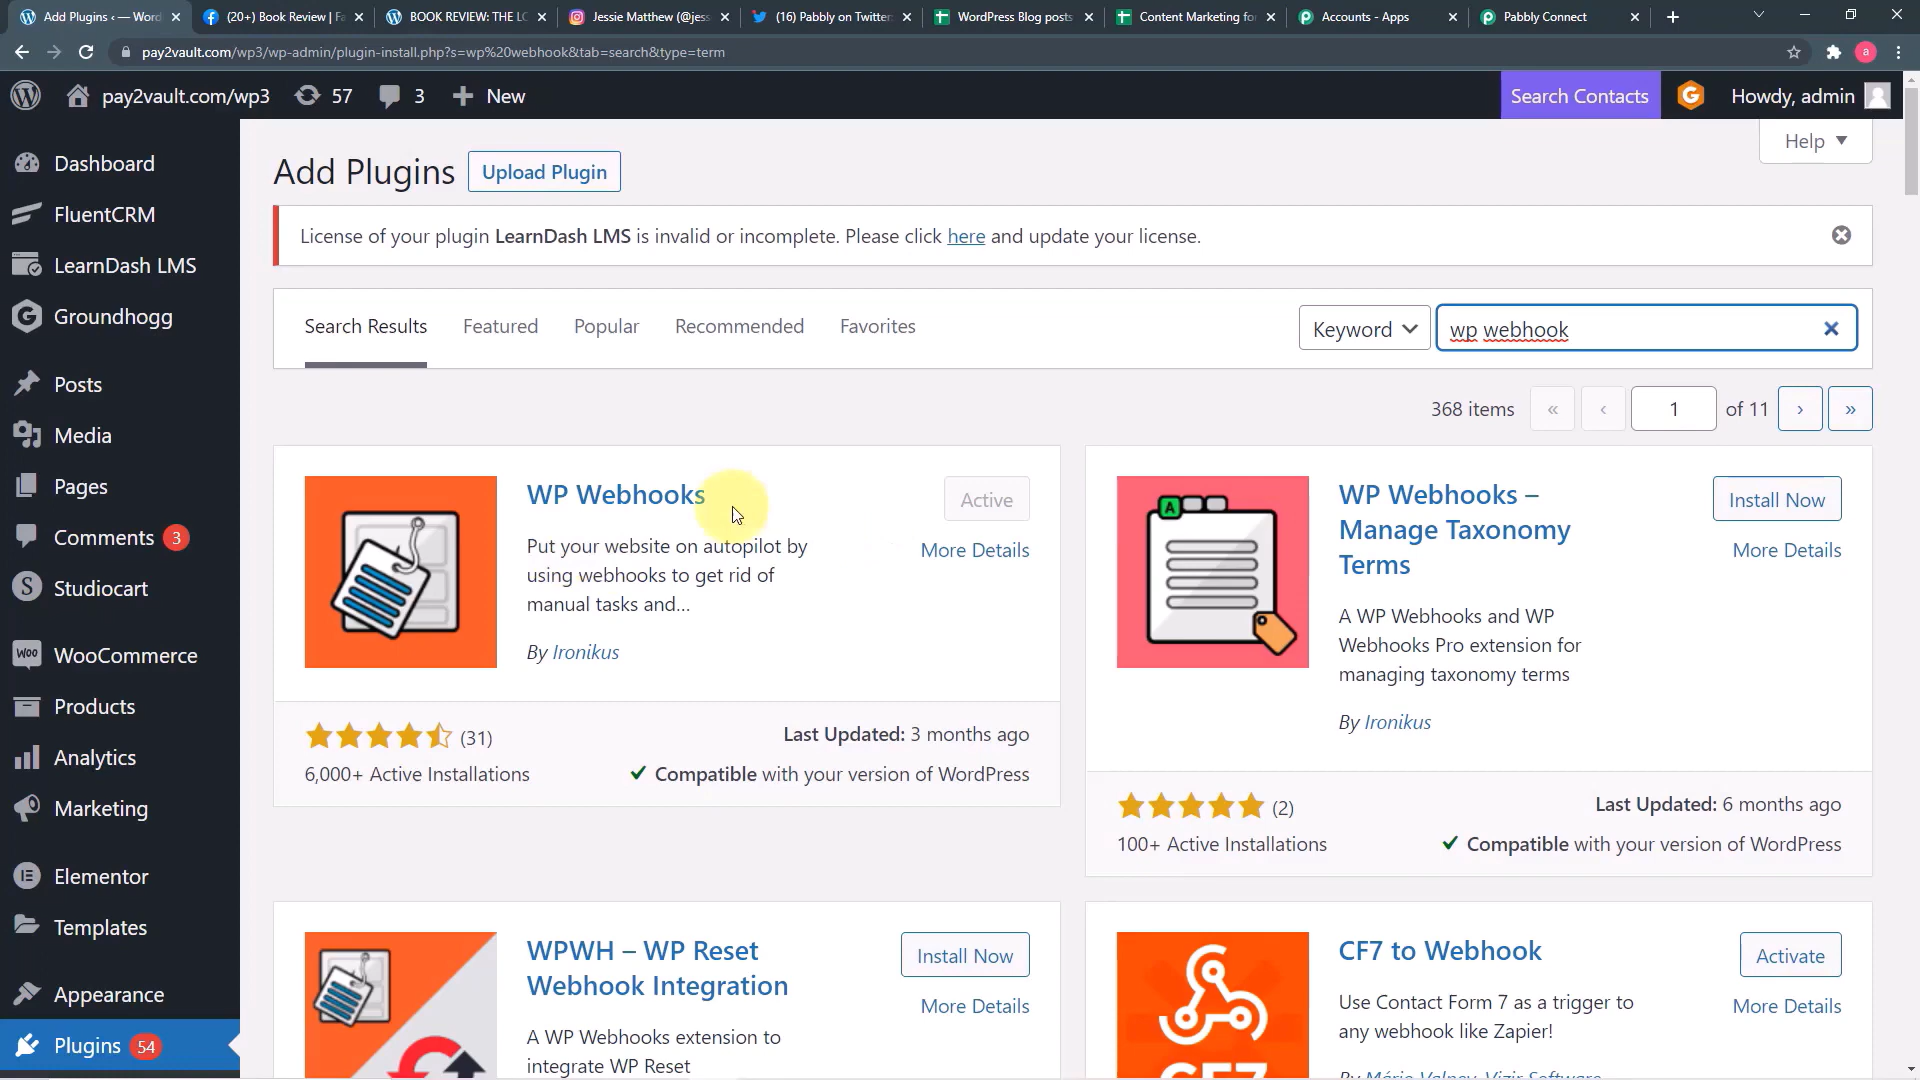 Add Plugins ‹ — Word
(20+) Book Review | Fa
BOOK REVIEW: THE LO
Jessie Matthew (@jess
(16) Pabbly on Twitter:
WordPress Blog posts
Content Marketing for
Accounts - Apps
Pabbly Connect
pay2vault.com/wp3/wp-admin/plugin-install.php?s=wp%20webhook&tab=search&type=term
a
pay2vault.com/wp3
57
3
New
Search Contacts
Howdy, admin
Help
Dashboard
FluentCRM
LearnDash LMS
Groundhogg
Posts
Media
Pages
Comments 3
Studiocart
WooCommerce
Products
Analytics
Marketing
Elementor
Templates
Appearance
Plugins 54
Add Plugins
Upload Plugin
License of your plugin LearnDash LMS is invalid or incomplete. Please click here and update your license.
Search Results
Featured
Popular
Recommended
Favorites
Keyword
wp webhook
368 items
«
‹
1
of 11
›
»
WP Webhooks
Active
More Details
Put your website on autopilot by
using webhooks to get rid of
manual tasks and...
By Ironikus
(31)
Last Updated: 3 months ago
6,000+ Active Installations
Compatible with your version of WordPress
WP Webhooks –
Manage Taxonomy
Terms
Install Now
More Details
A WP Webhooks and WP
Webhooks Pro extension for
managing taxonomy terms
By Ironikus
(2)
Last Updated: 6 months ago
100+ Active Installations
Compatible with your version of WordPress
WPWH – WP Reset
Webhook Integration
Install Now
More Details
A WP Webhooks extension to
integrate WP Reset
CF7 to Webhook
Activate
More Details
Use Contact Form 7 as a trigger to
any webhook like Zapier!
CF7